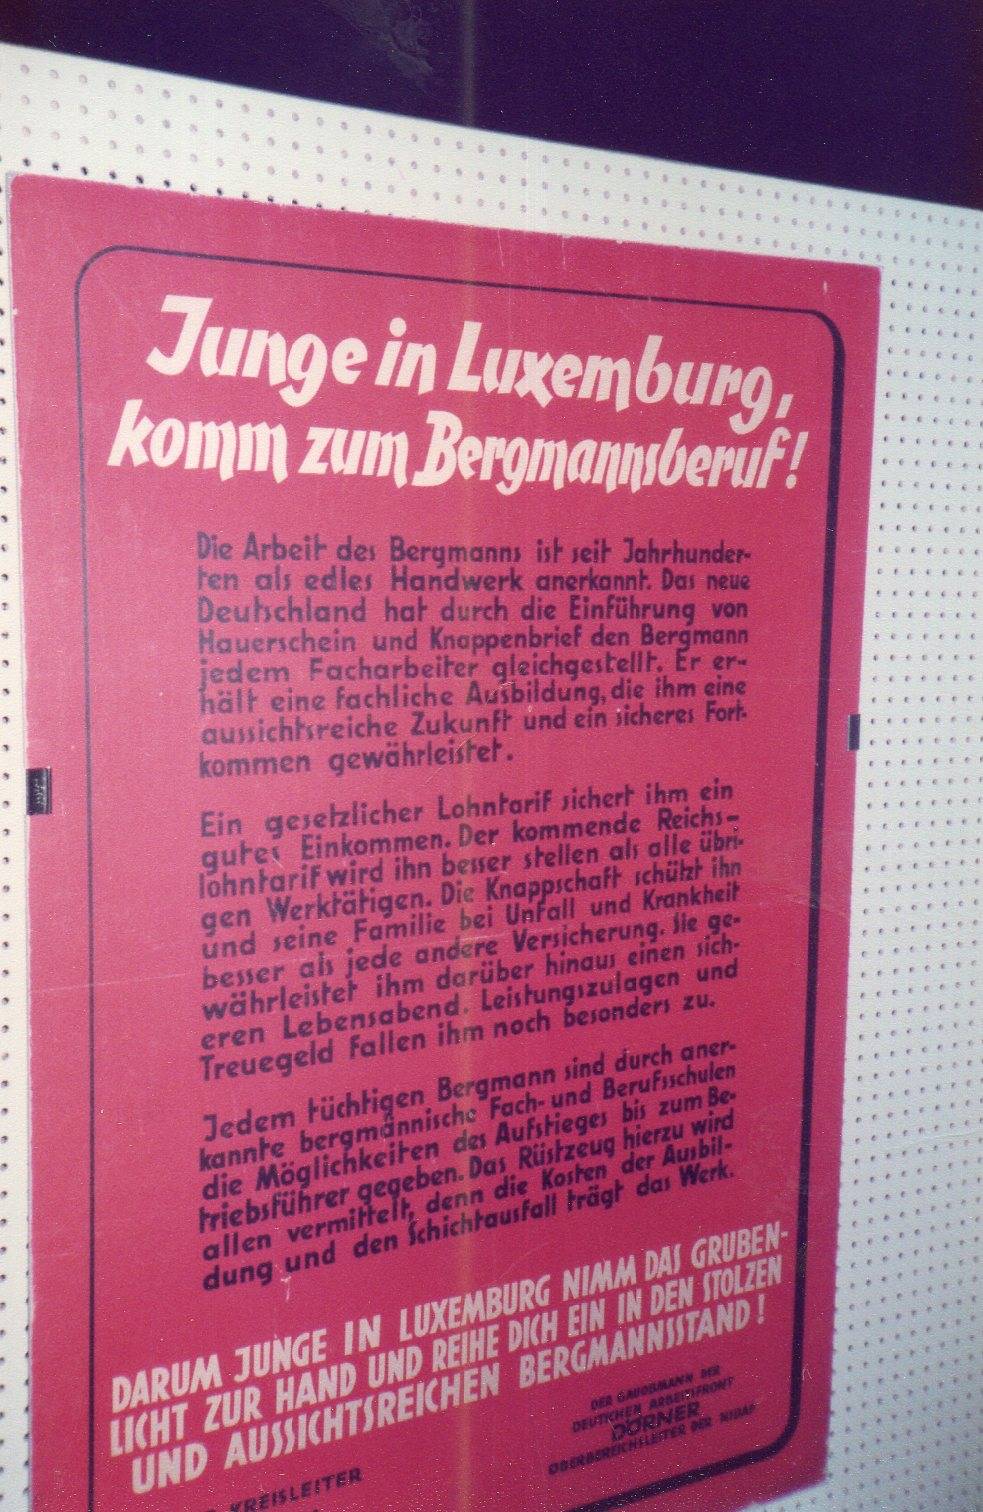 Junge in Luxemburg,
komm zum Bergmannsberuf!
Die Arbeit des Bergmanns ist seit Jahrhunder-
ten als edles Handwerk anerkannt. Das neue
Deutschland hat durch die Einführung von
Hauerschein und Knappenbrief den Bergmann
jedem Facharbeiter gleichgestellt. Er er-
hält eine fachliche Ausbildung, die ihm eine
aussichtsreiche Zukunft und ein sicheres Fort-
kommen gewährleistet.
Ein gesetzlicher Lohntarif sichert ihm ein
gutes Einkommen. Der kommende Reichs-
lohntarif wird ihn besser stellen als alle übri-
gen Werktätigen. Die Knappschaft schützt ihn
und seine Familie bei Unfall und Krankheit
besser als jede andere Versicherung. Sie ge-
währleistet ihm darüber hinaus einen sich-
eren Lebensabend. Leistungszulagen und
Treuegeld fallen ihm noch besonders zu.
Jedem tüchtigen Bergmann sind durch aner-
kannte bergmännische Fach- und Berufsschulen
die Möglichkeiten des Aufstieges bis zum Be-
triebsführer gegeben. Das Rüstzeug hierzu wird
allen vermittelt, denn die Kosten der Ausbil-
dung und den Schichtausfall trägt das Werk.
DARUM JUNGE IN LUXEMBURG NIMM DAS GRUBEN-
LICHT ZUR HAND UND REIHE DICH EIN IN DEN STOLZEN
UND AUSSICHTSREICHEN BERGMANNSSTAND!
DER GAUOBMANN DER
DEUTSCHEN ARBEITSFRONT
DÖRNER
OBERBEREICHSLEITER DER NSDAP
KREISLEITER